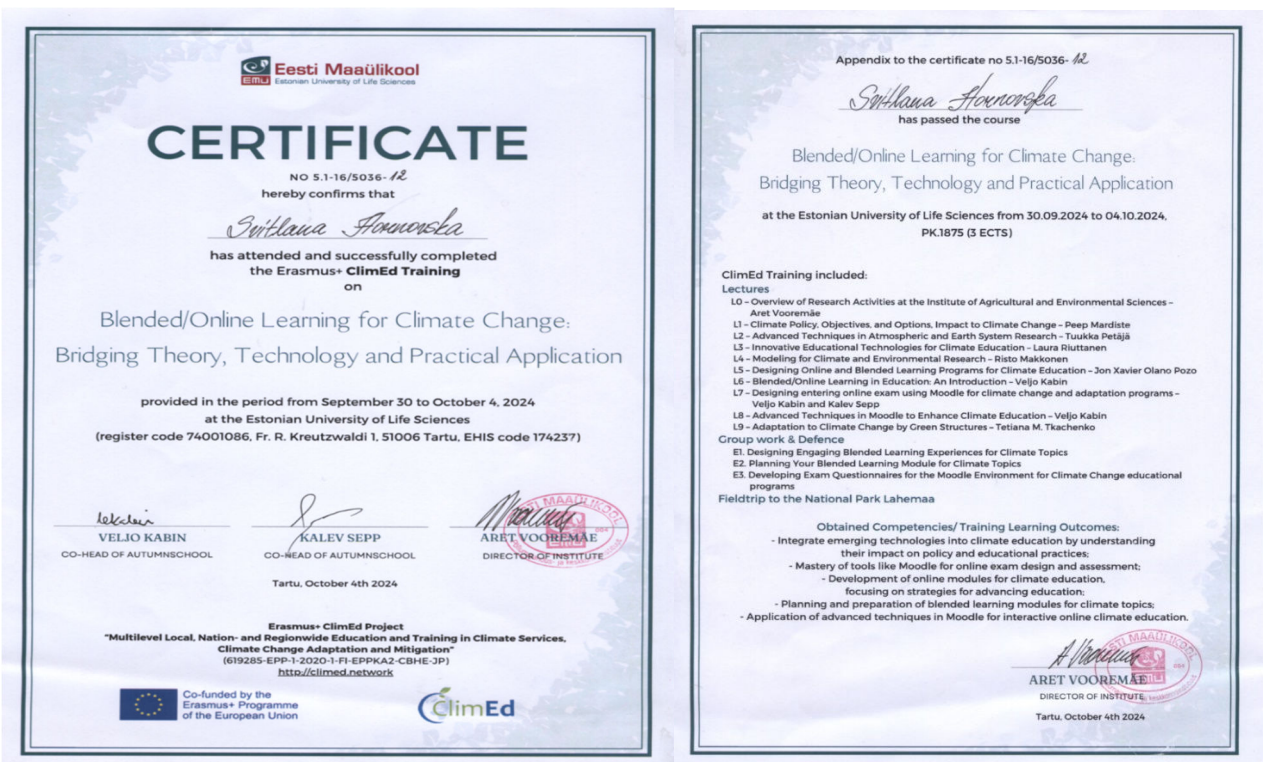 EMÜ
Eesti Maaülikool
Estonian University of Life Sciences
CERTIFICATE
NO 5.1-16/5036-12
hereby confirms that
Svitlana
has attended and successfully completed
the Erasmus+ ClimEd Training
on
Blended/Online Learning for Climate Change:
Bridging Theory, Technology and Practical Application
provided in the period from September 30 to October 4, 2024
at the Estonian University of Life Sciences
(register code 74001086, Fr. R. Kreutzwaldi 1, 51006 Tartu, EHIS code 174237)
VELJO KABIN
CO-HEAD OF AUTUMNSCHOOL
KALEV SEPP
CO-HEAD OF AUTUMNSCHOOL
EESTI MAAÜLIKOOL
ARET VOOREMÄE
DIRECTOR OF INSTITUTE
Tartu, October 4th 2024
Erasmus+ ClimEd Project
"Multilevel Local, Nation- and Regionwide Education and Training in Climate Services,
Climate Change Adaptation and Mitigation"
(619285-EPP-1-2020-1-FI-EPPKA2-CBHE-JP)
http://climed.network
Co-funded by the
Erasmus+ Programme
of the European Union
ClimEd
Appendix to the certificate no 5.1-16/5036-12
Svitlana
has passed the course
Blended/Online Learning for Climate Change:
Bridging Theory, Technology and Practical Application
at the Estonian University of Life Sciences from 30.09.2024 to 04.10.2024,
PK.1875 (3 ECTS)
ClimEd Training included:
Lectures
L0 – Overview of Research Activities at the Institute of Agricultural and Environmental Sciences –
Aret Vooremäe
L1 – Climate Policy, Objectives, and Options, Impact to Climate Change – Peep Mardiste
L2 – Advanced Techniques in Atmospheric and Earth System Research – Tuukka Petäjä
L3 – Innovative Educational Technologies for Climate Education – Laura Riuttanen
L4 – Modeling for Climate and Environmental Research – Risto Makkonen
L5 – Designing Online and Blended Learning Programs for Climate Education – Jon Xavier Olano Pozo
L6 – Blended/Online Learning in Education: An Introduction – Veljo Kabin
L7 – Designing entering online exam using Moodle for climate change and adaptation programs –
Veljo Kabin and Kalev Sepp
L8 – Advanced Techniques in Moodle to Enhance Climate Education – Veljo Kabin
L9 – Adaptation to Climate Change by Green Structures – Tetiana M. Tkachenko
Group work & Defence
E1. Designing Engaging Blended Learning Experiences for Climate Topics
E2. Planning Your Blended Learning Module for Climate Topics
E3. Developing Exam Questionnaires for the Moodle Environment for Climate Change educational
programs
Fieldtrip to the National Park Lahemaa
Obtained Competencies/ Training Learning Outcomes:
- Integrate emerging technologies into climate education by understanding
their impact on policy and educational practices;
- Mastery of tools like Moodle for online exam design and assessment;
- Development of online modules for climate education,
focusing on strategies for advancing education;
- Planning and preparation of blended learning modules for climate topics;
- Application of advanced techniques in Moodle for interactive online climate education.
EESTI MAAÜLIKOOL
ARET VOOREMÄE
DIRECTOR OF INSTITUTE
Tartu, October 4th 2024